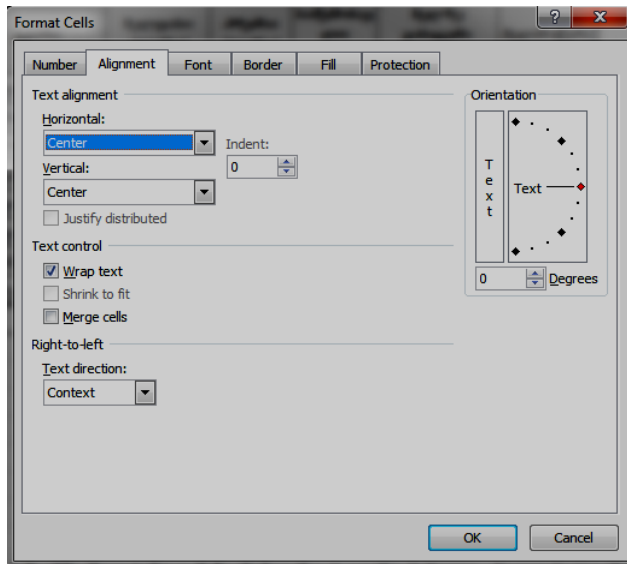 Format Cells
Number Alignment Font Border Fill Protection
Text alignment
Horizontal:
Center
Indent:
0
Vertical:
Center
Justify distributed
Text control
Wrap text
Shrink to fit
Merge cells
Right-to-left
Text direction:
Context
Orientation
Text
Text
0 Degrees
OK Cancel